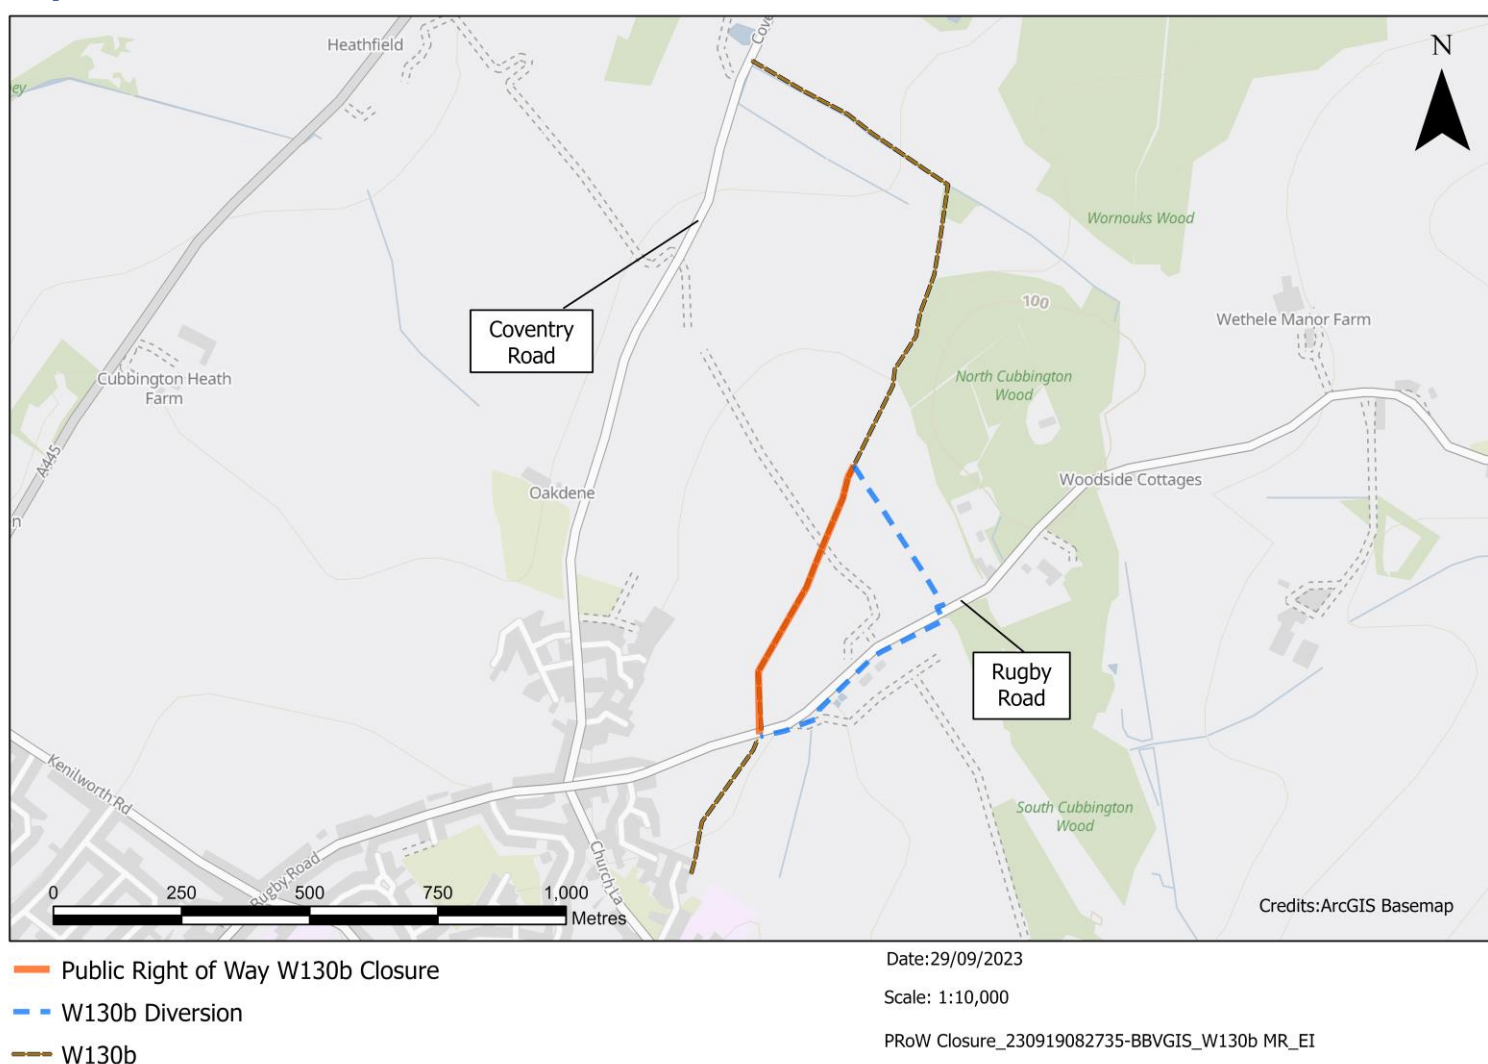 Heathfield
Cove
N
ney
Wornouks Wood
100
Wethele Manor Farm
Coventry
Road
Cubbington Heath
Farm
North Cubbington
Wood
A445
Oakdene
Woodside Cottages
n
Rugby
Road
Kenilworth Rd
South Cubbington
Wood
Rugby Road
Church La
0 250 500 750 1,000
Metres
Credits:ArcGIS Basemap
Public Right of Way W130b Closure
W130b Diversion
W130b
Date:29/09/2023
Scale: 1:10,000
PRoW Closure_230919082735-BBVGIS_W130b MR_EI